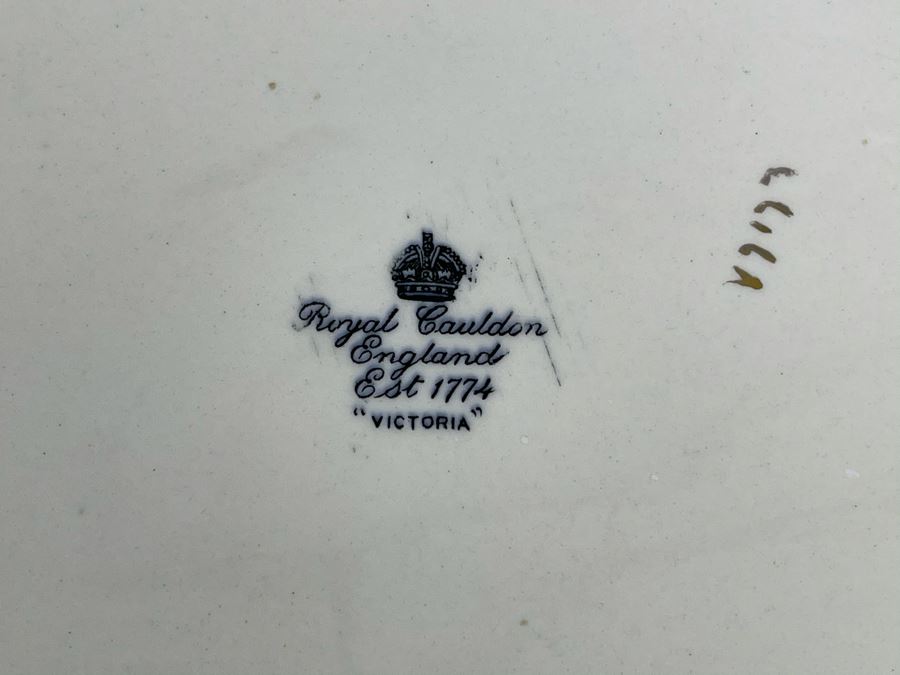 Royal Cauldon
England
Est 1774
"VICTORIA"